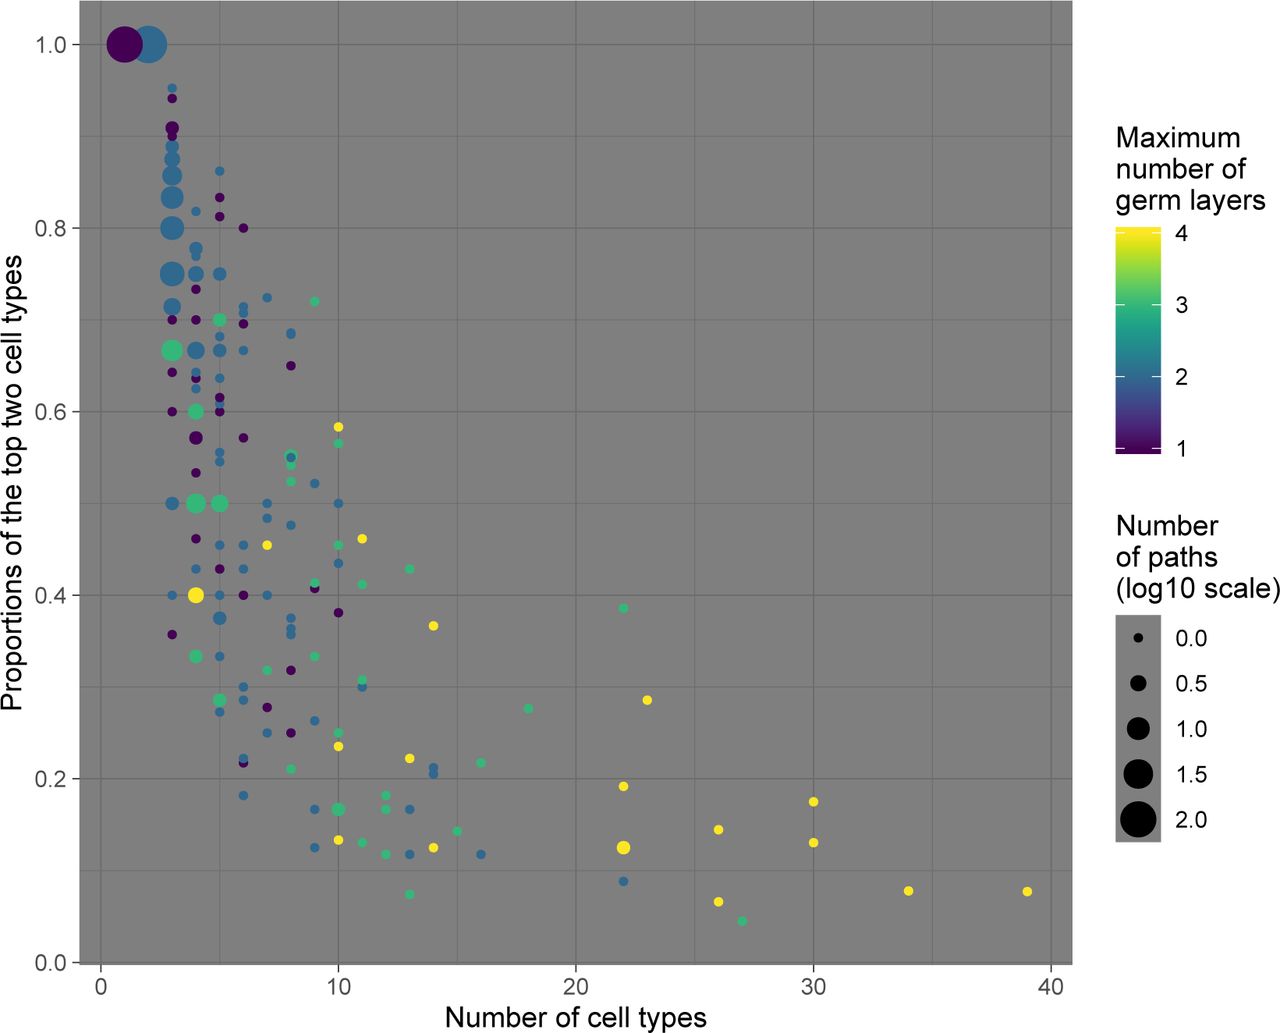 Proportions of the top two cell types
1.0
0.8
0.6
0.4
0.2
0.0
0
10
20
30
40
Number of cell types
Maximum
number of
germ layers
4
3
2
1
Number
of paths
(log10 scale)
0.0
0.5
1.0
1.5
2.0